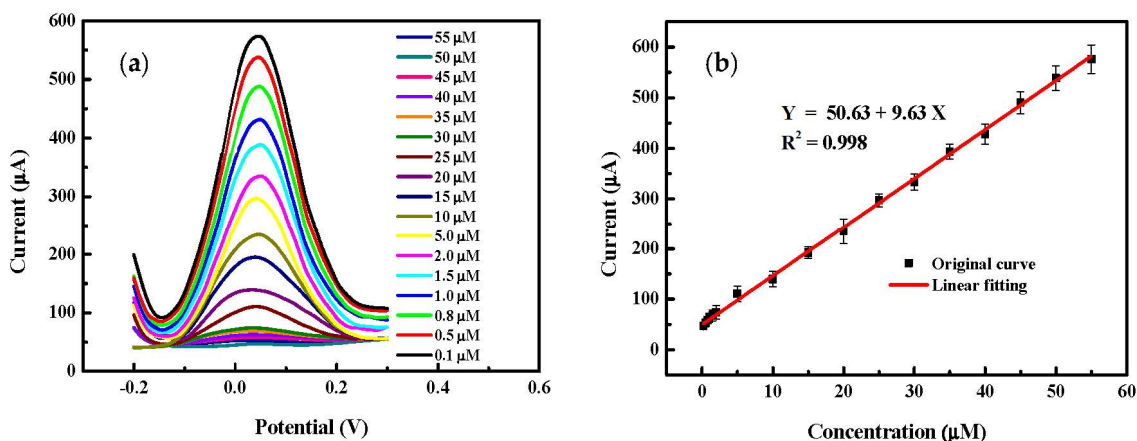 (a)
600
500
400
300
200
100
0
-0.2
0.0
0.2
0.4
0.6
Current (μA)
Potential (V)
55 μM
50 μM
45 μM
40 μM
35 μM
30 μM
25 μM
20 μM
15 μM
10 μM
5.0 μM
2.0 μM
1.5 μM
1.0 μM
0.8 μM
0.5 μM
0.1 μM
(b)
600
500
400
300
200
100
0
0
10
20
30
40
50
60
Current (μA)
Concentration (μM)
Y = 50.63 + 9.63 X
R² = 0.998
Original curve
Linear fitting